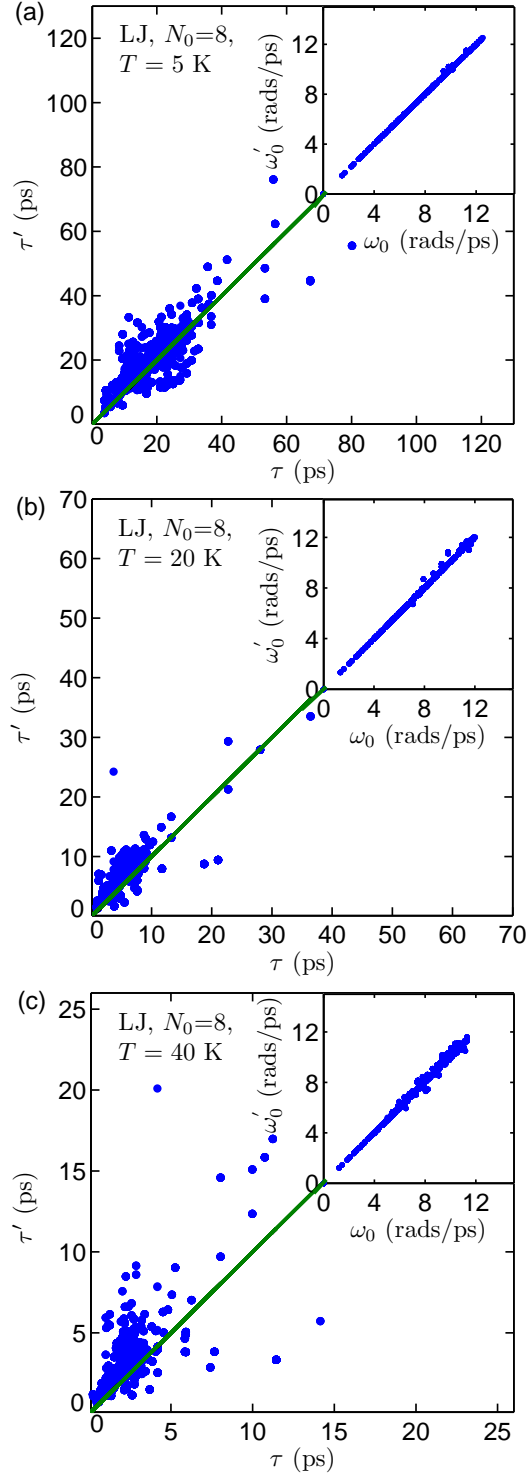 (a)
LJ, N₀=8,
T = 5 K
130
120
100
80
60
40
20
0
τ′ (ps)
0 20 40 60 80 100 120
τ (ps)
12
8
4
0
ω₀′ (rads/ps)
0 4 8 12
ω₀ (rads/ps)
(b)
LJ, N₀=8,
T = 20 K
70
60
50
40
30
20
10
0
τ′ (ps)
0 10 20 30 40 50 60 70
τ (ps)
12
8
4
0
ω₀′ (rads/ps)
0 4 8 12
ω₀ (rads/ps)
(c)
LJ, N₀=8,
T = 40 K
25
20
15
10
5
0
τ′ (ps)
0 5 10 15 20 25
τ (ps)
12
8
4
0
ω₀′ (rads/ps)
0 4 8 12
ω₀ (rads/ps)